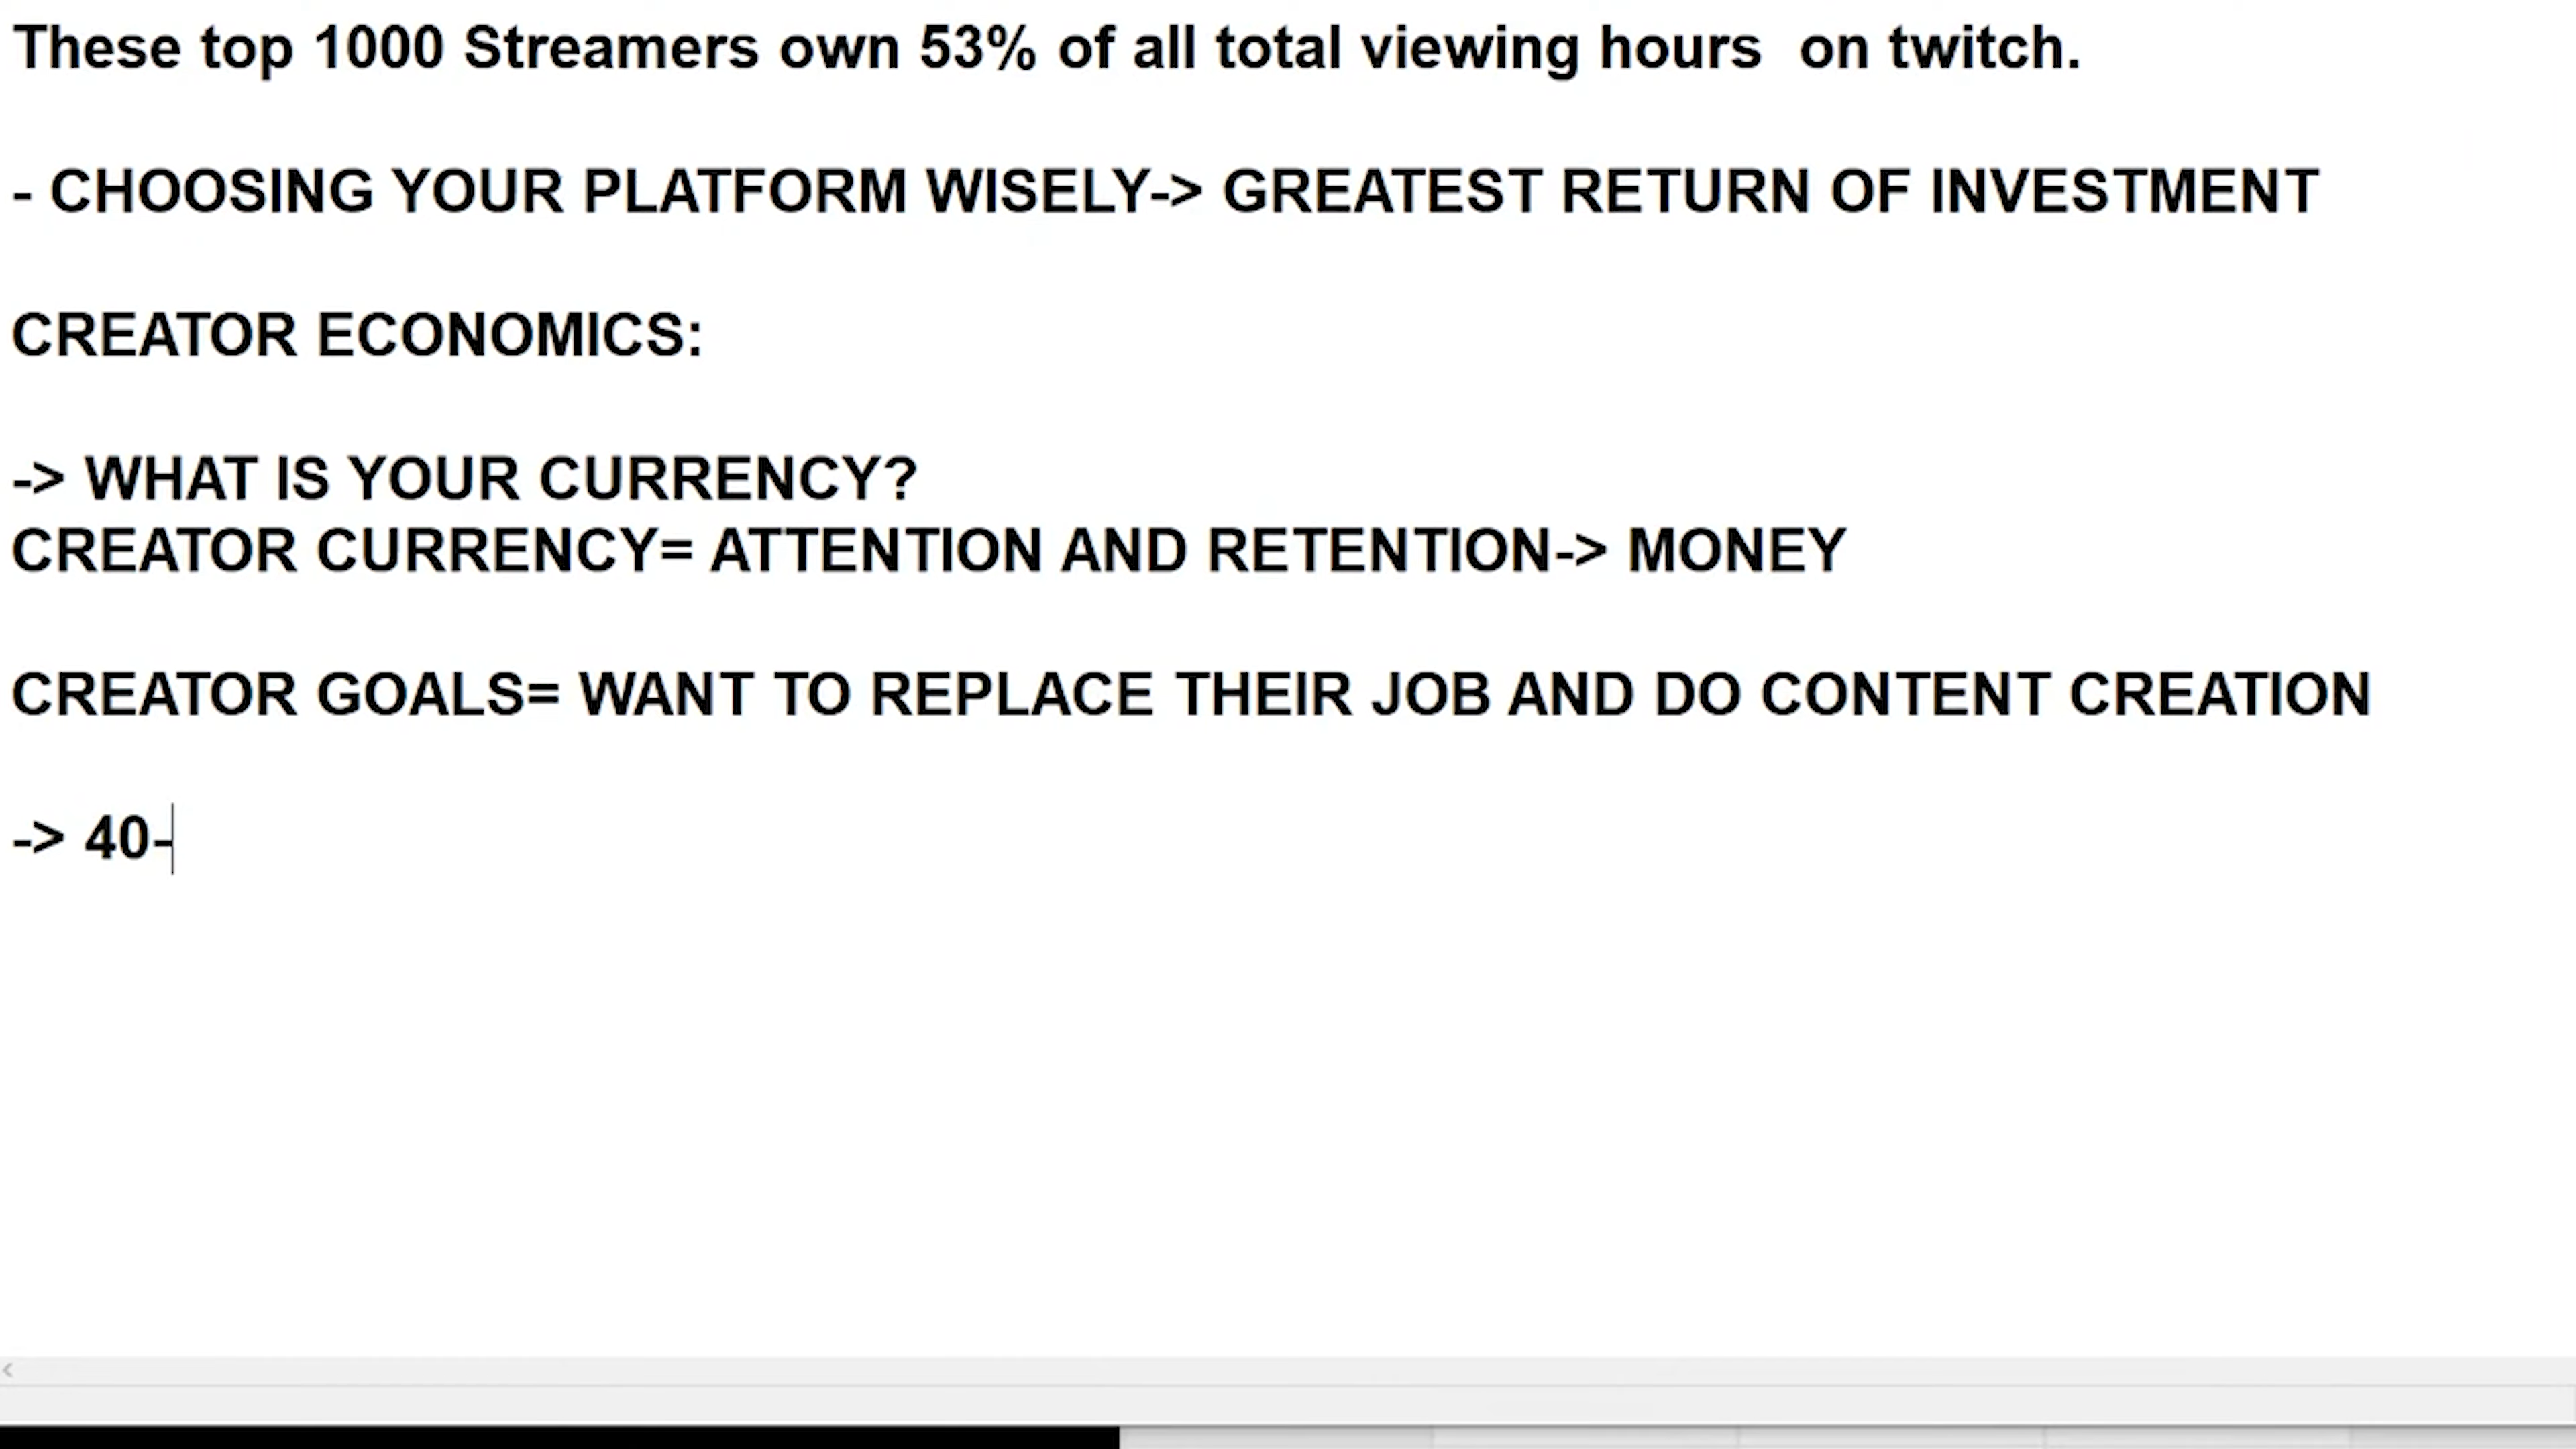 These top 1000 Streamers own 53% of all total viewing hours  on twitch.
- CHOOSING YOUR PLATFORM WISELY-> GREATEST RETURN OF INVESTMENT
CREATOR ECONOMICS:
-> WHAT IS YOUR CURRENCY?
CREATOR CURRENCY= ATTENTION AND RETENTION-> MONEY
CREATOR GOALS= WANT TO REPLACE THEIR JOB AND DO CONTENT CREATION
-> 40-